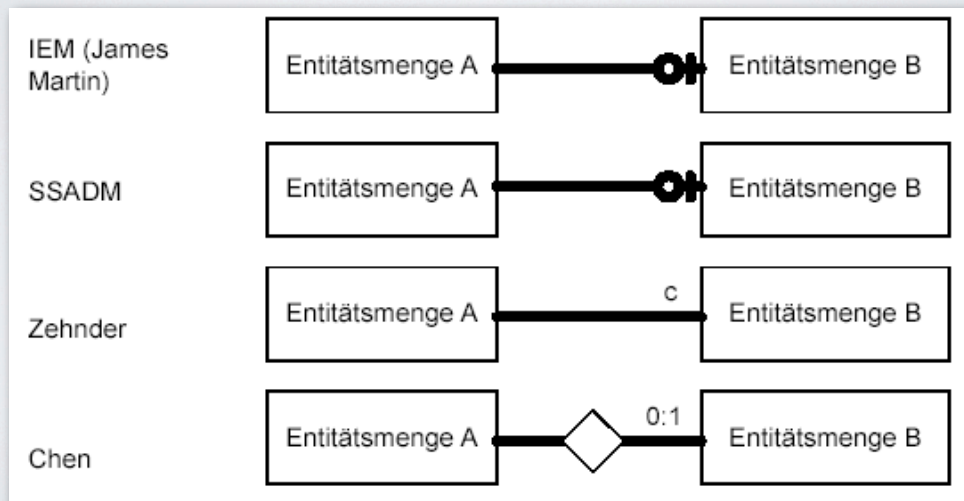 IEM (James
Martin)
Entitätsmenge A
Entitätsmenge B
SSADM
Entitätsmenge A
Entitätsmenge B
Zehnder
Entitätsmenge A
c
Entitätsmenge B
Chen
Entitätsmenge A
0:1
Entitätsmenge B